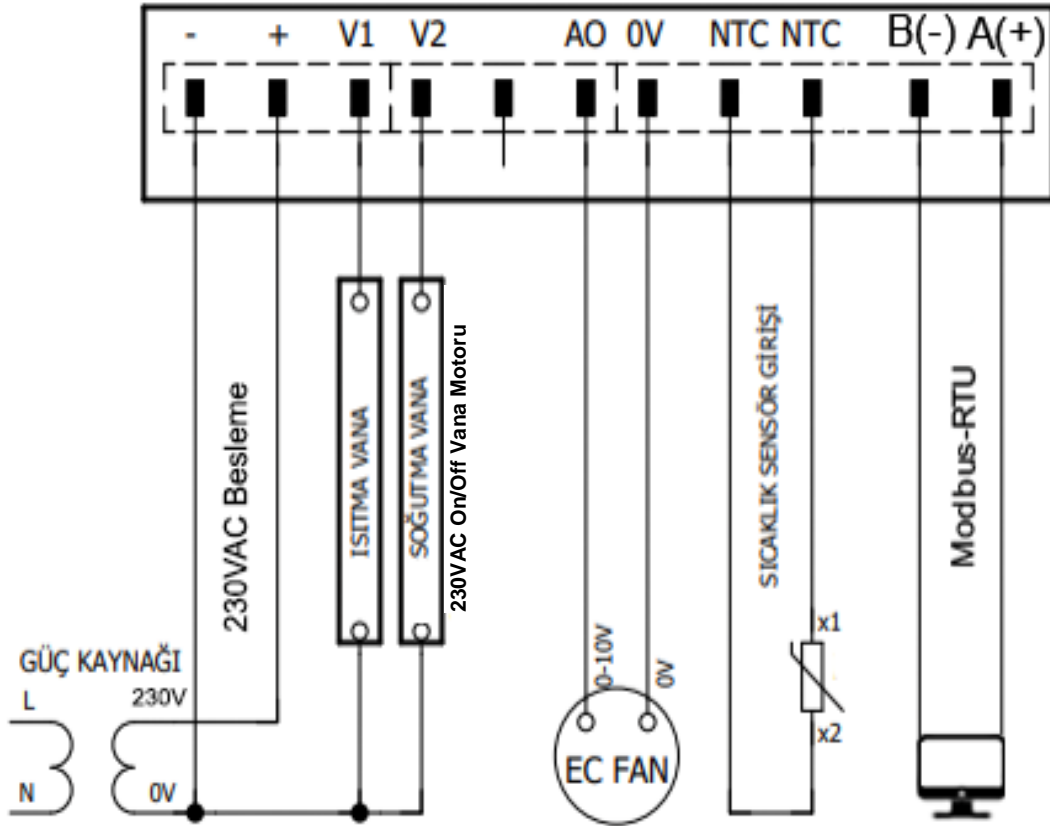 - + V1 V2 AO 0V NTC NTC B(-) A(+)
230VAC Besleme
ISITMA VANA
SOĞUTMA VANA
230VAC On/Off Vana Motoru
SICAKLIK SENSÖR GİRİŞİ
Modbus-RTU
x1
x2
GÜÇ KAYNAĞI
L
230V
N
0V
0-10V
0V
EC FAN